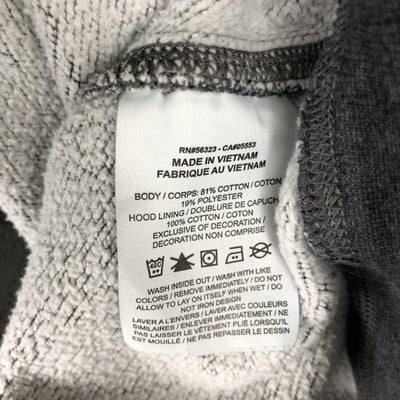 RN#56323 - CA#05553
MADE IN VIETNAM
FABRIQUE AU VIETNAM
BODY / CORPS: 81% COTTON / COTON
19% POLYESTER
HOOD LINING / DOUBLURE DE CAPUCH
100% COTTON / COTON
EXCLUSIVE OF DECORATION /
DECORATION NON COMPRISE
WASH INSIDE OUT / WASH WITH LIKE
COLORS / REMOVE IMMEDIATELY / DO NOT
ALLOW TO LAY ON ITSELF WHEN WET / DO
NOT IRON DESIGN
LAVER A L'ENVERS / LAVER AVEC COULEURS
SIMILAIRES / ENLEVER IMMEDIATEMENT / NE
PAS LAISSER LE VÊTEMENT PLIÉ LORSQU'IL
EST MOUILLÉ / NE PAS REPASSER LE DESSIN